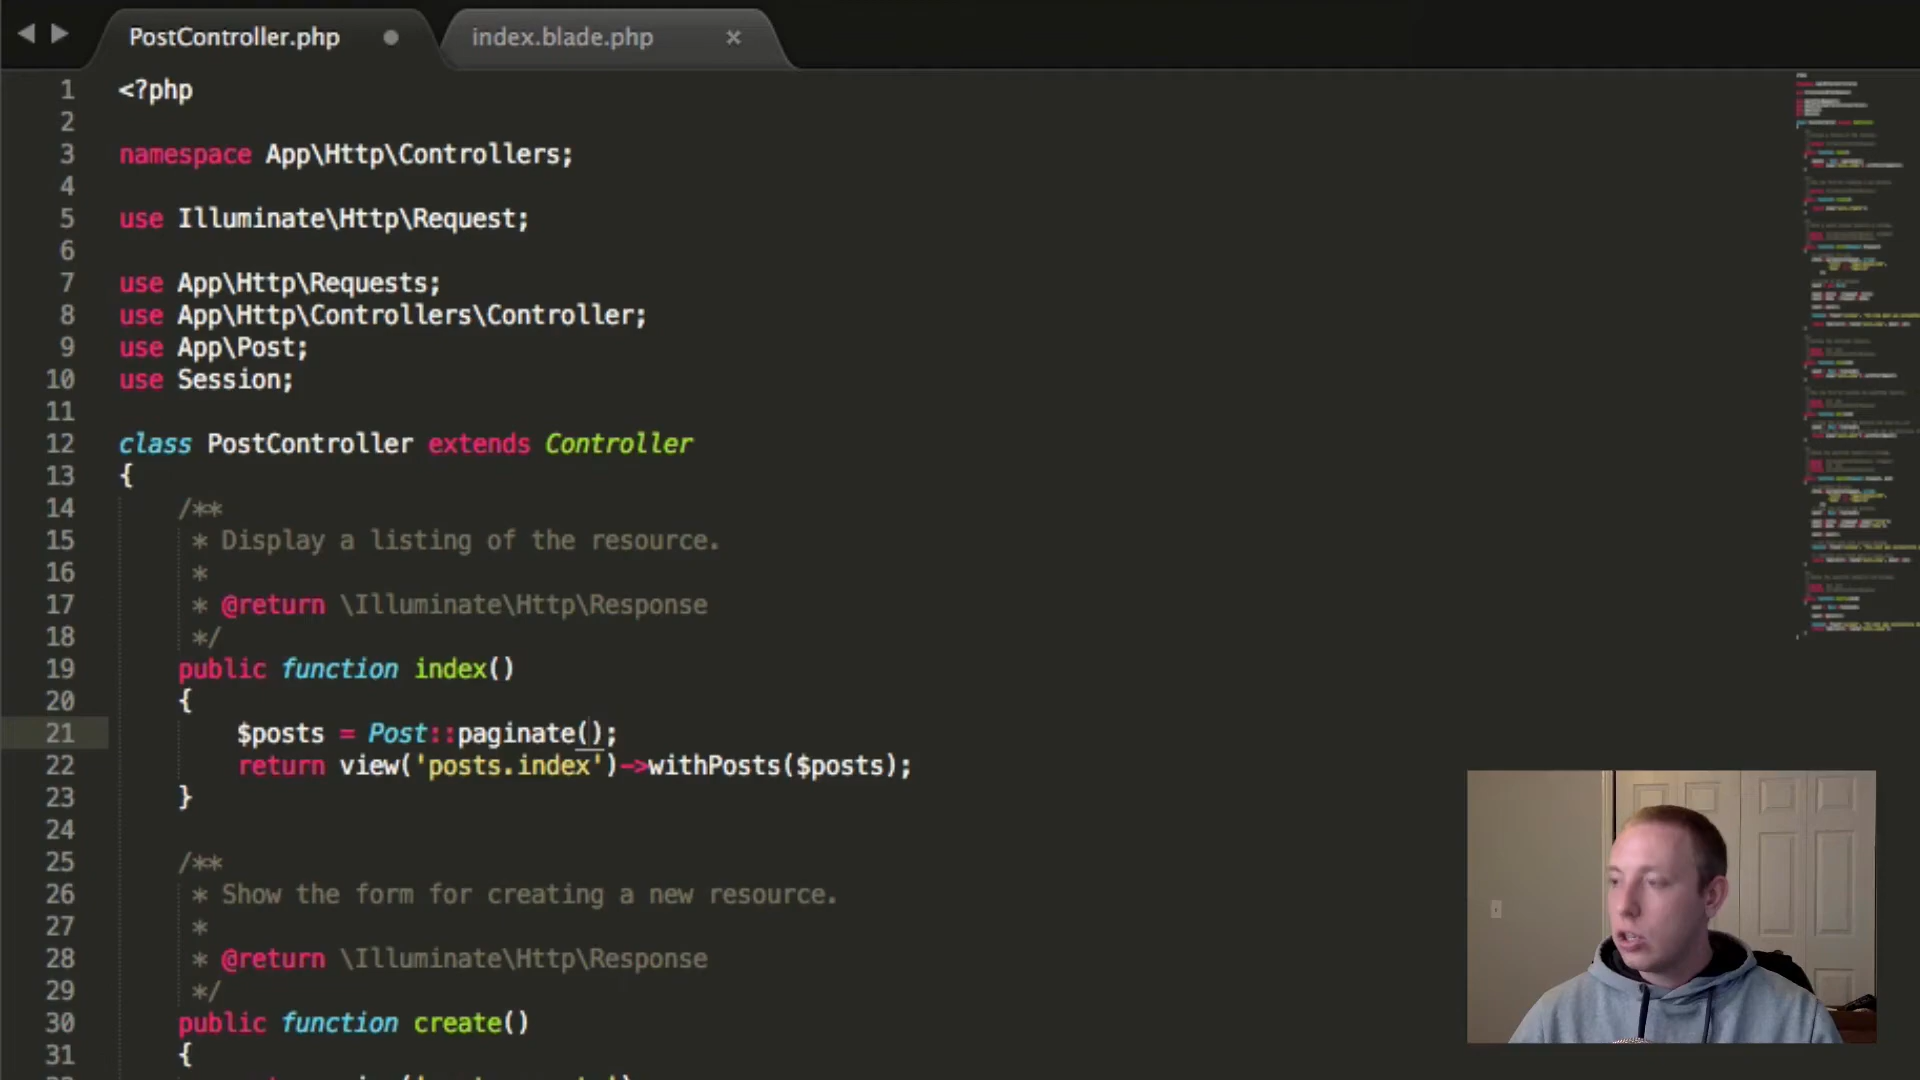 PostController.php
index.blade.php
1 <?php
2
3 namespace App\Http\Controllers;
4
5 use Illuminate\Http\Request;
6
7 use App\Http\Requests;
8 use App\Http\Controllers\Controller;
9 use App\Post;
10 use Session;
11
12 class PostController extends Controller
13 {
14 /**
15 * Display a listing of the resource.
16 *
17 * @return \Illuminate\Http\Response
18 */
19 public function index()
20 {
21 $posts = Post::paginate();
22 return view('posts.index')->withPosts($posts);
23 }
24
25 /**
26 * Show the form for creating a new resource.
27 *
28 * @return \Illuminate\Http\Response
29 */
30 public function create()
31 {